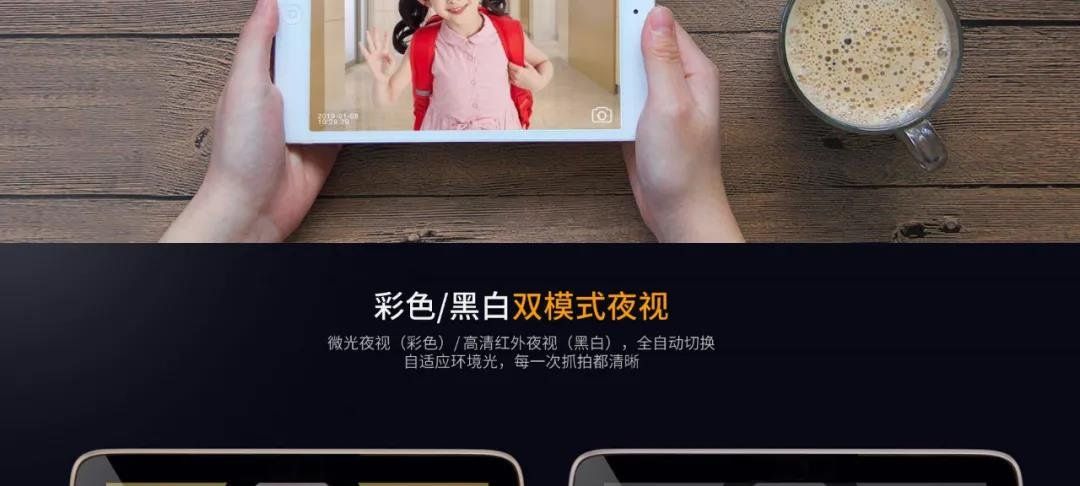 2019-01-08
10:28:20
彩色/黑白双模式夜视
微光夜视（彩色）/ 高清红外夜视（黑白），全自动切换
自适应环境光，每一次抓拍都清晰